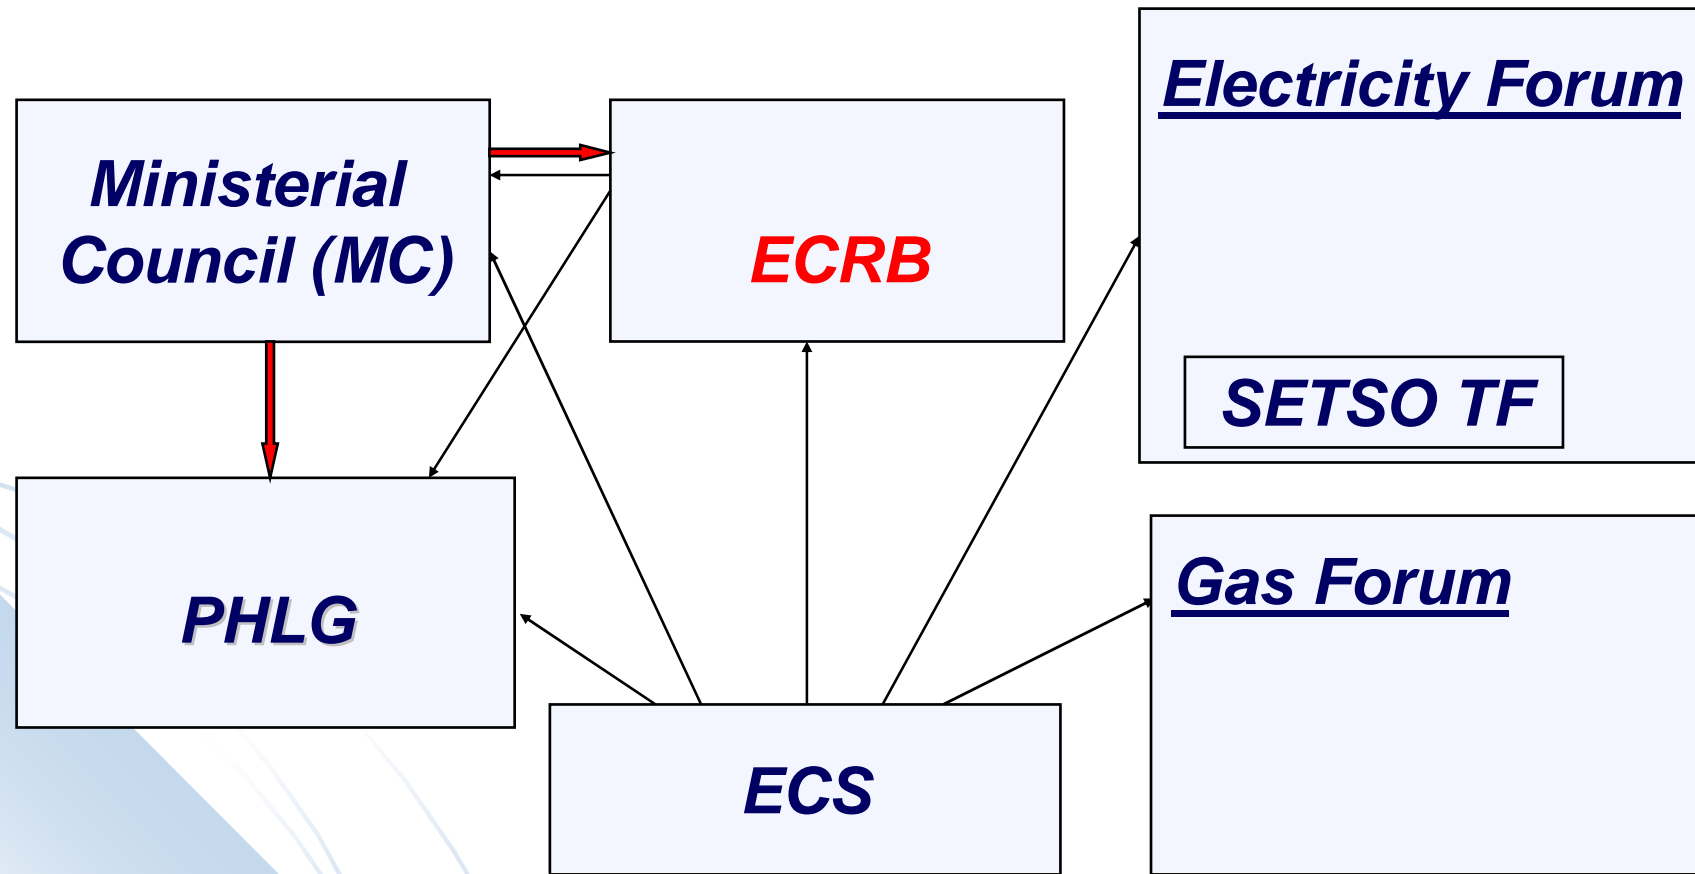 Ministerial
Council (MC)
ECRB
Electricity Forum
SETSO TF
PHLG
Gas Forum
ECS